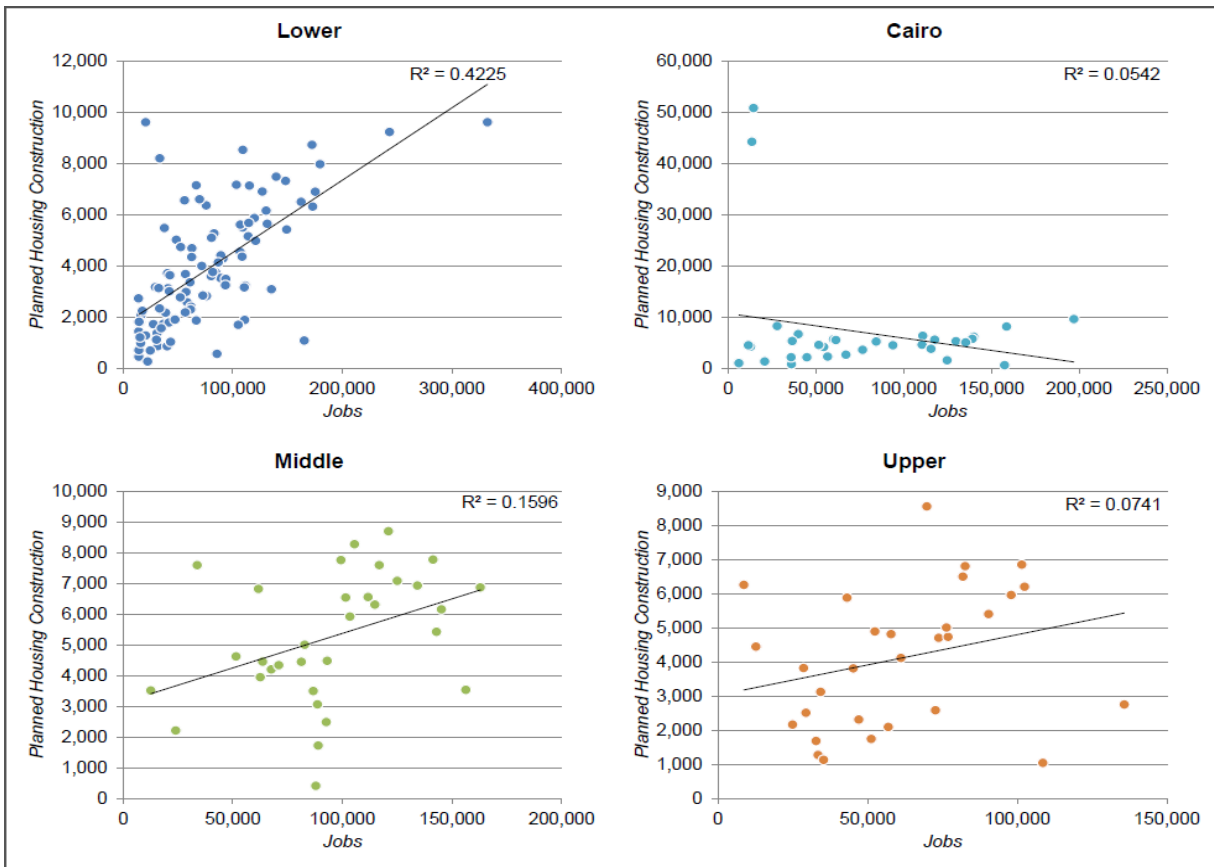 Lower
R² = 0.4225
Planned Housing Construction
12,000
10,000
8,000
6,000
4,000
2,000
0
0 100,000 200,000 300,000 400,000
Jobs
Cairo
R² = 0.0542
Planned Housing Construction
60,000
50,000
40,000
30,000
20,000
10,000
0
0 50,000 100,000 150,000 200,000 250,000
Jobs
Middle
R² = 0.1596
Planned Housing Construction
10,000
9,000
8,000
7,000
6,000
5,000
4,000
3,000
2,000
1,000
0
0 50,000 100,000 150,000 200,000
Jobs
Upper
R² = 0.0741
Planned Housing Construction
9,000
8,000
7,000
6,000
5,000
4,000
3,000
2,000
1,000
0
0 50,000 100,000 150,000
Jobs